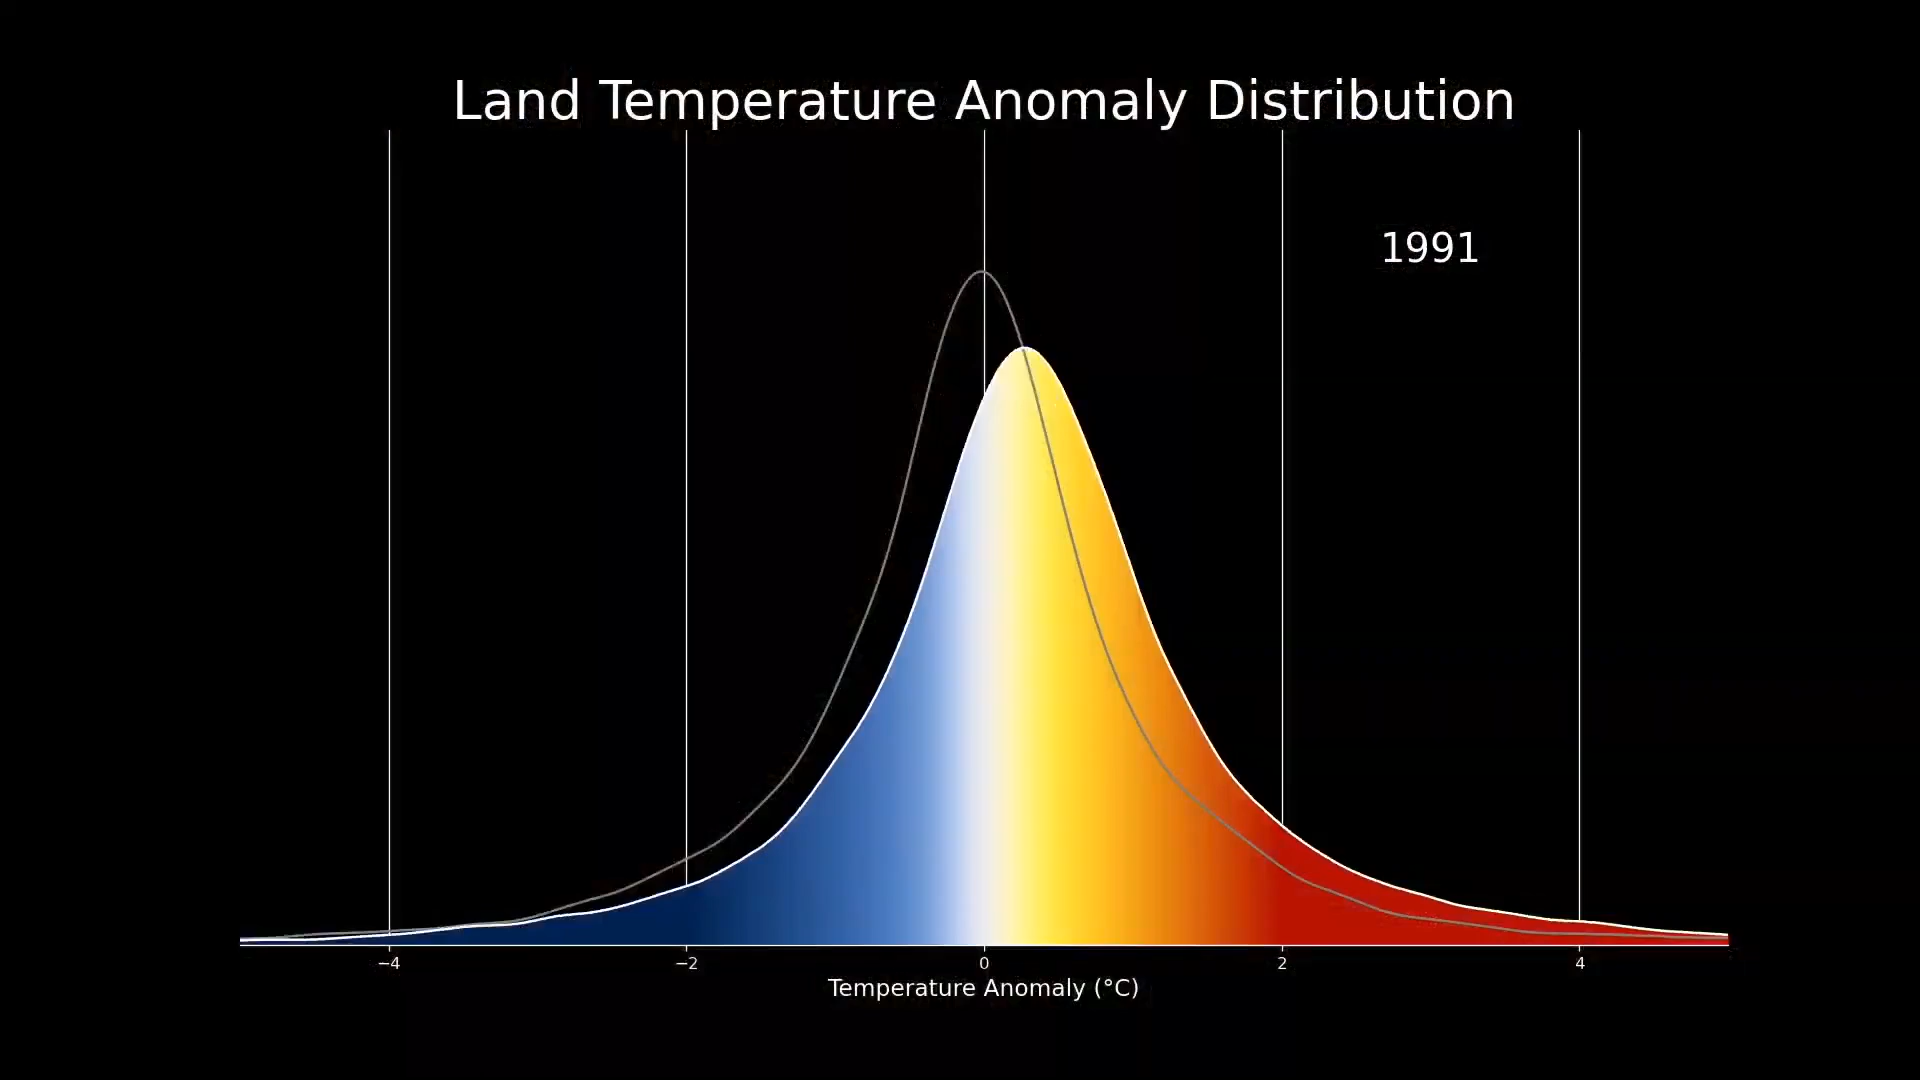 Land Temperature Anomaly Distribution
1991
−4 −2 0 2 4
Temperature Anomaly (°C)